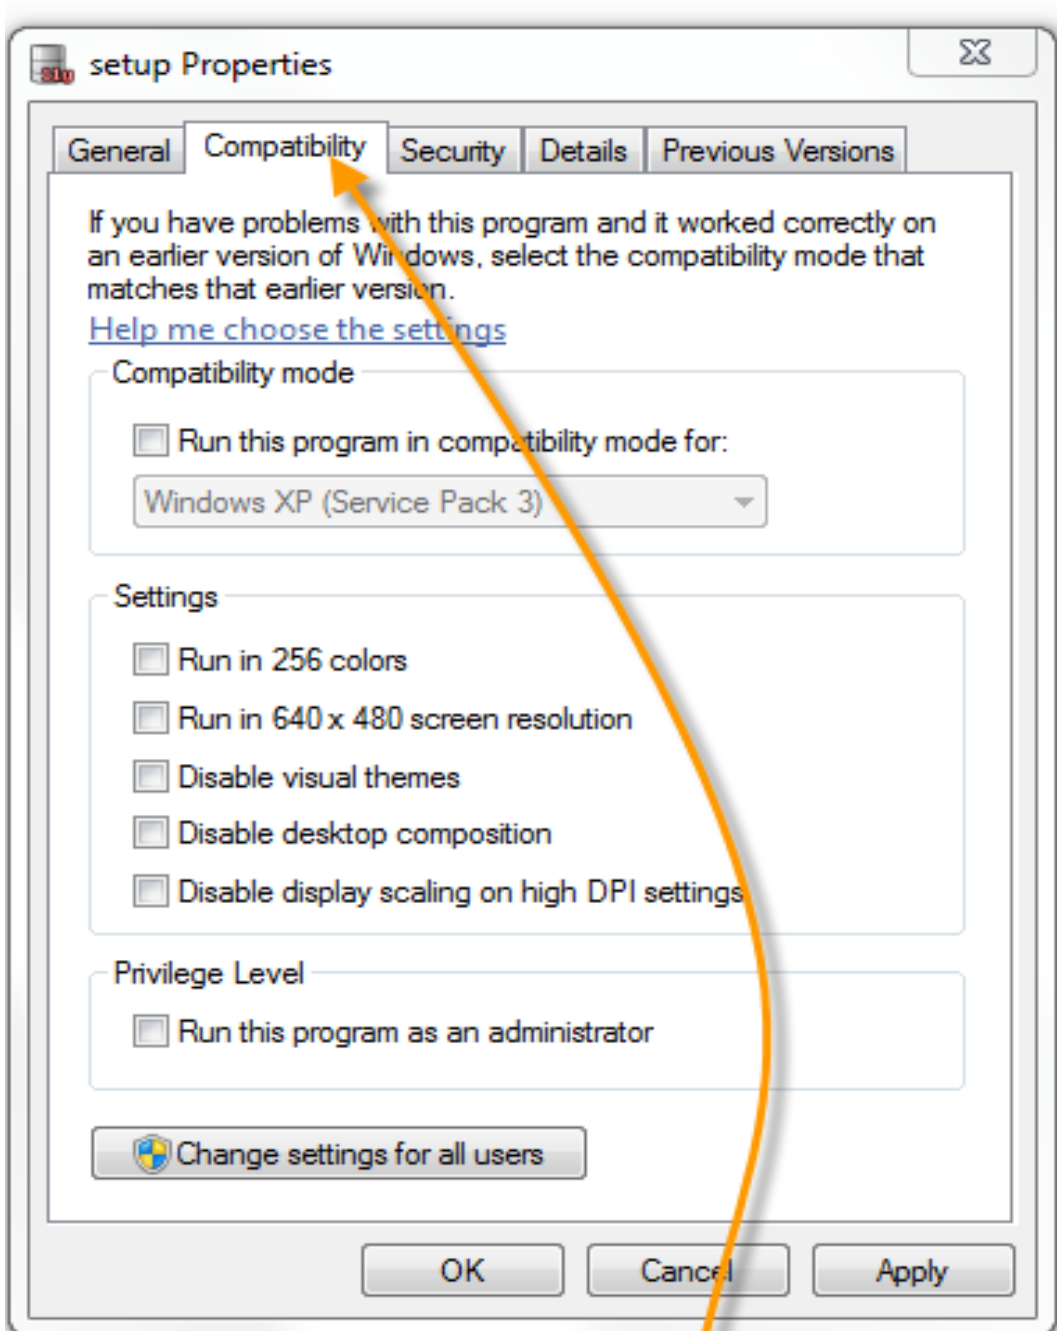 setup Properties
General Compatibility Security Details Previous Versions
If you have problems with this program and it worked correctly on
an earlier version of Windows, select the compatibility mode that
matches that earlier version.
Help me choose the settings
Compatibility mode
Run this program in compatibility mode for:
Windows XP (Service Pack 3)
Settings
Run in 256 colors
Run in 640 x 480 screen resolution
Disable visual themes
Disable desktop composition
Disable display scaling on high DPI settings
Privilege Level
Run this program as an administrator
Change settings for all users
OK Cancel Apply